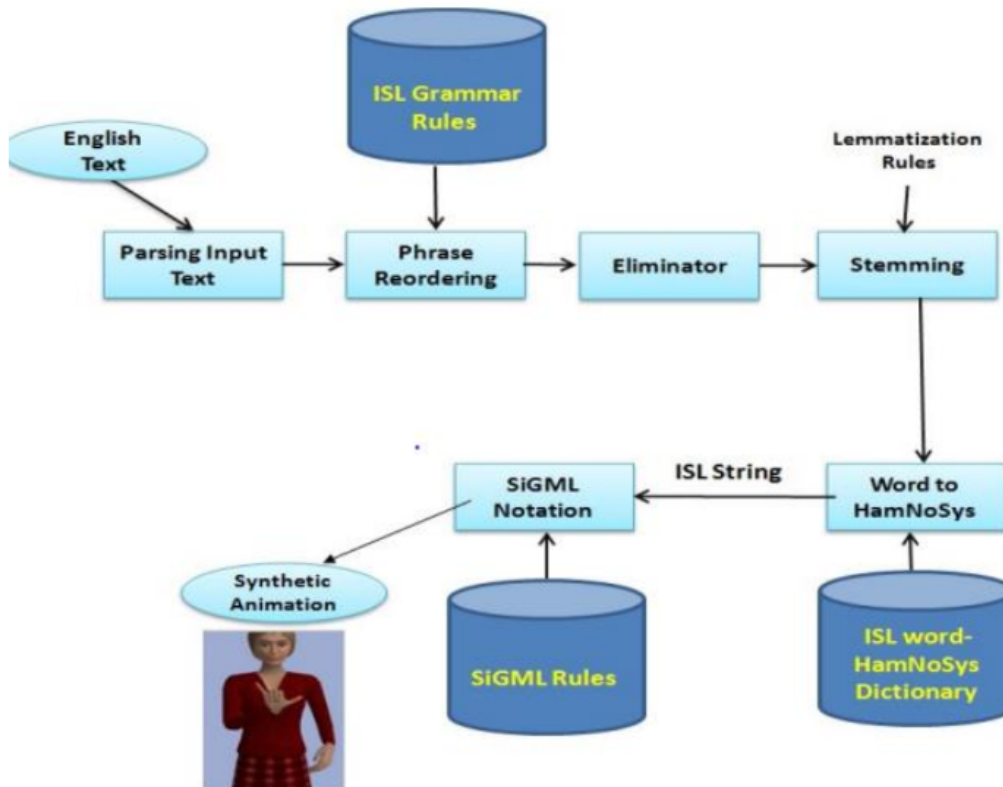 ISL Grammar
Rules
English
Text
Lemmatization
Rules
Parsing Input
Text
Phrase
Reordering
Eliminator
Stemming
SiGML
Notation
ISL String
Word to
HamNoSys
Synthetic
Animation
SiGML Rules
ISL word-
HamNoSys
Dictionary